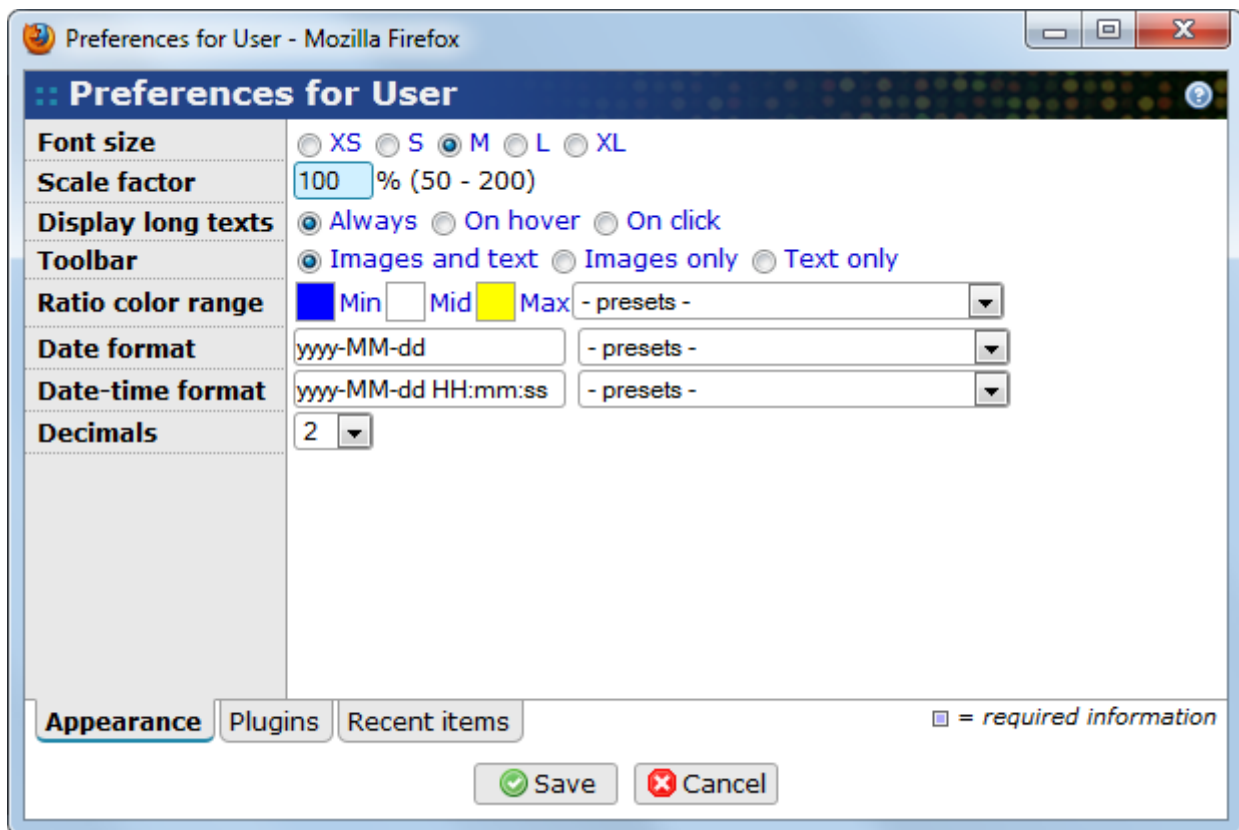 Preferences for User - Mozilla Firefox
:: Preferences for User ?
Font size XS S M L XL
Scale factor 100 % (50 - 200)
Display long texts Always On hover On click
Toolbar Images and text Images only Text only
Ratio color range Min Mid Max - presets -
Date format yyyy-MM-dd - presets -
Date-time format yyyy-MM-dd HH:mm:ss - presets -
Decimals 2
Appearance Plugins Recent items = required information
Save Cancel